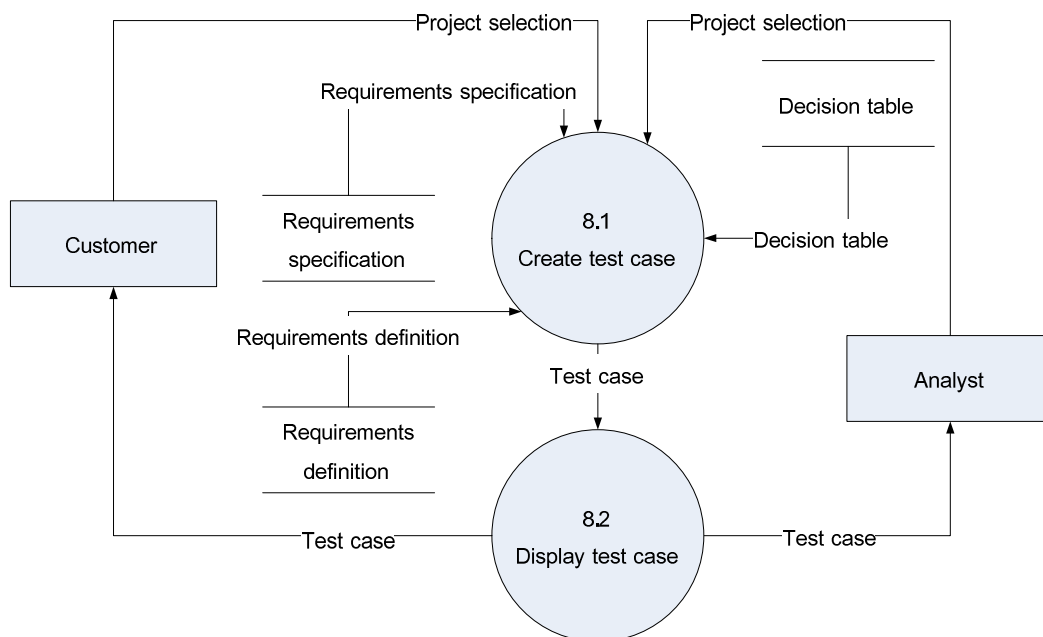 Project selection
Project selection
Requirements specification
Decision table
Requirements
specification
8.1
Create test case
Customer
Decision table
Requirements definition
Test case
Analyst
Requirements
definition
8.2
Display test case
Test case
Test case